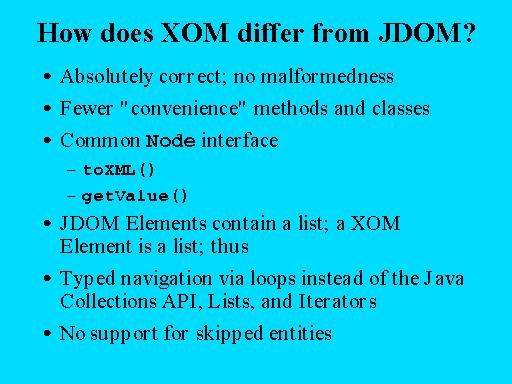 How does XOM differ from JDOM?
• Absolutely correct; no malformedness
• Fewer "convenience" methods and classes
• Common Node interface
– toXML()
– getValue()
• JDOM Elements contain a list; a XOM
Element is a list; thus
• Typed navigation via loops instead of the Java
Collections API, Lists, and Iterators
• No support for skipped entities